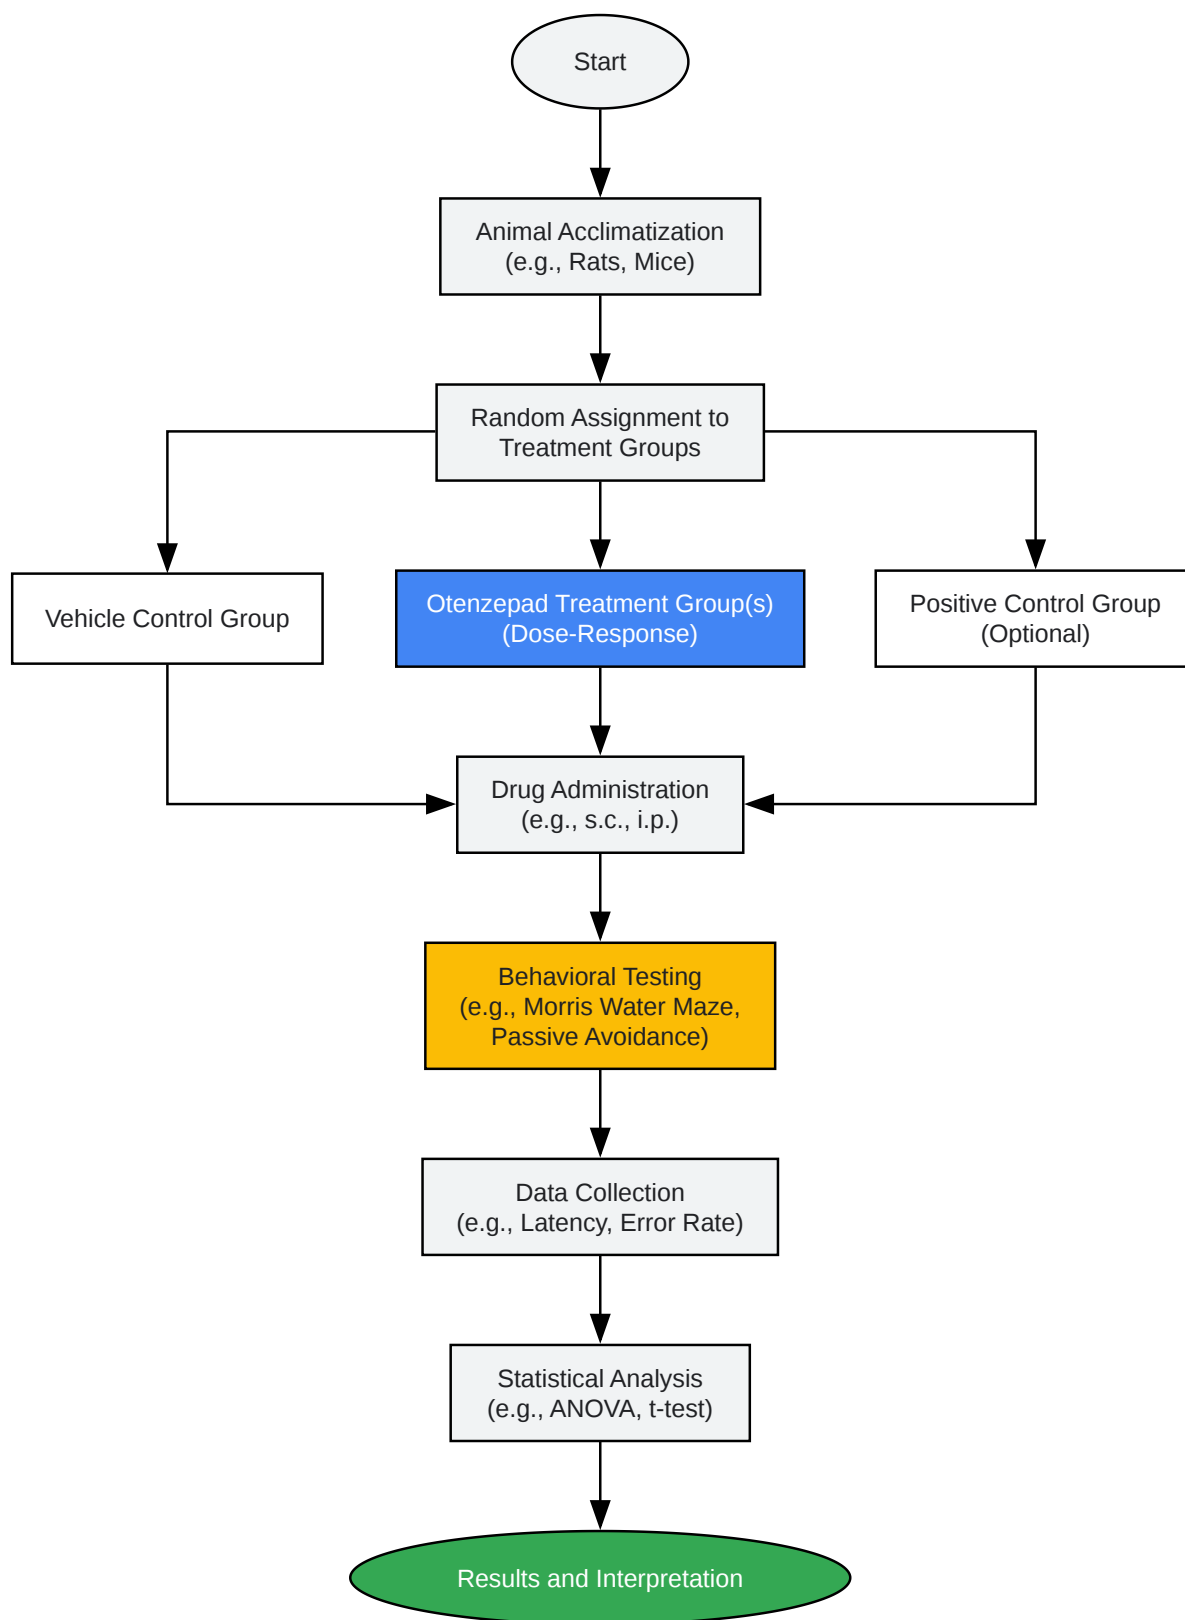 Start
Animal Acclimatization
(e.g., Rats, Mice)
Random Assignment to
Treatment Groups
Vehicle Control Group
Otenzepad Treatment Group(s)
(Dose-Response)
Positive Control Group
(Optional)
Drug Administration
(e.g., s.c., i.p.)
Behavioral Testing
(e.g., Morris Water Maze,
Passive Avoidance)
Data Collection
(e.g., Latency, Error Rate)
Statistical Analysis
(e.g., ANOVA, t-test)
Results and Interpretation